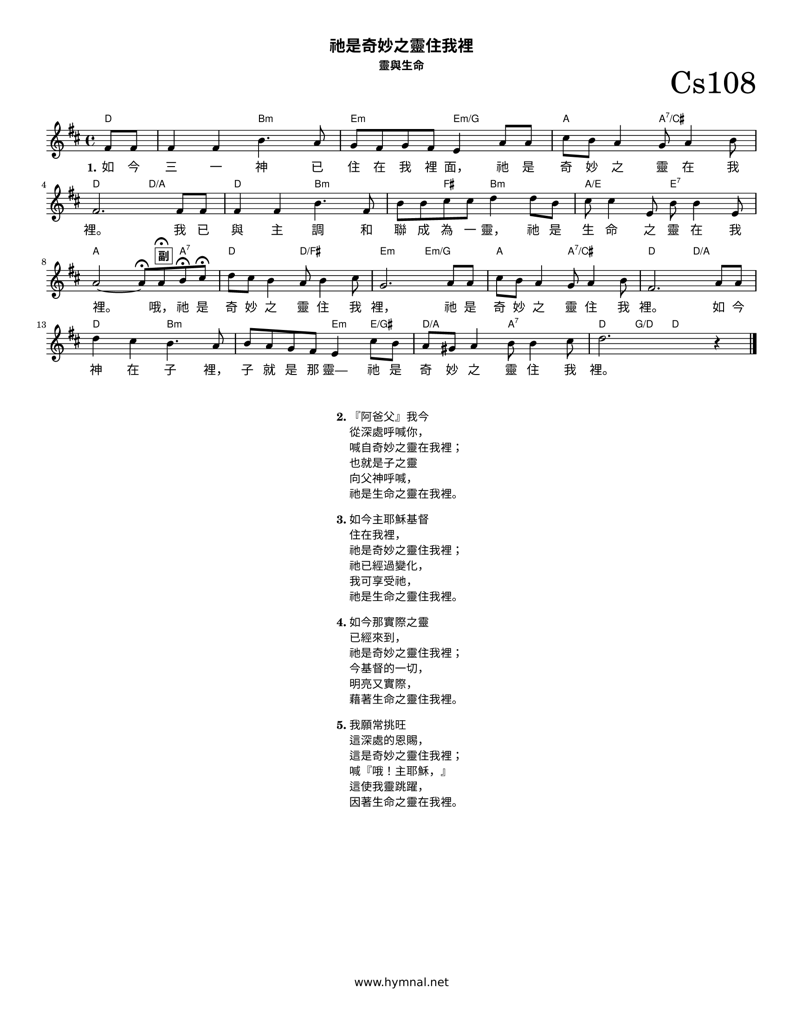 祂是奇妙之靈住我裡
靈與生命
Cs108
D Bm Em Em/G A A7/C♯
1. 如 今 三 一 神 已 住 在 我 裡 面， 祂 是 奇 妙 之 靈 在 我
4 D D/A D Bm F♯ Bm A/E E7
裡。 我 已 與 主 調 和 聯 成 為 一 靈， 祂 是 生 命 之 靈 在 我
8 A 副 A7 D D/F♯ Em Em/G A A7/C♯ D D/A
裡。 哦，祂 是 奇 妙 之 靈 住 我 裡， 祂 是 奇 妙 之 靈 住 我 裡。 如 今
13 D Bm Em E/G♯ D/A A7 D G/D D
神 在 子 裡， 子 就 是 那 靈— 祂 是 奇 妙 之 靈 住 我 裡。
2. 『阿爸父』我今
從深處呼喊你，
喊自奇妙之靈在我裡；
也就是子之靈
向父神呼喊，
祂是生命之靈在我裡。
3. 如今主耶穌基督
住在我裡，
祂是奇妙之靈住我裡；
祂已經過變化，
我可享受祂，
祂是生命之靈住我裡。
4. 如今那實際之靈
已經來到，
祂是奇妙之靈住我裡；
今基督的一切，
明亮又實際，
藉著生命之靈住我裡。
5. 我願常挑旺
這深處的恩賜，
這是奇妙之靈住我裡；
喊『哦！主耶穌，』
這使我靈跳躍，
因著生命之靈在我裡。
www.hymnal.net